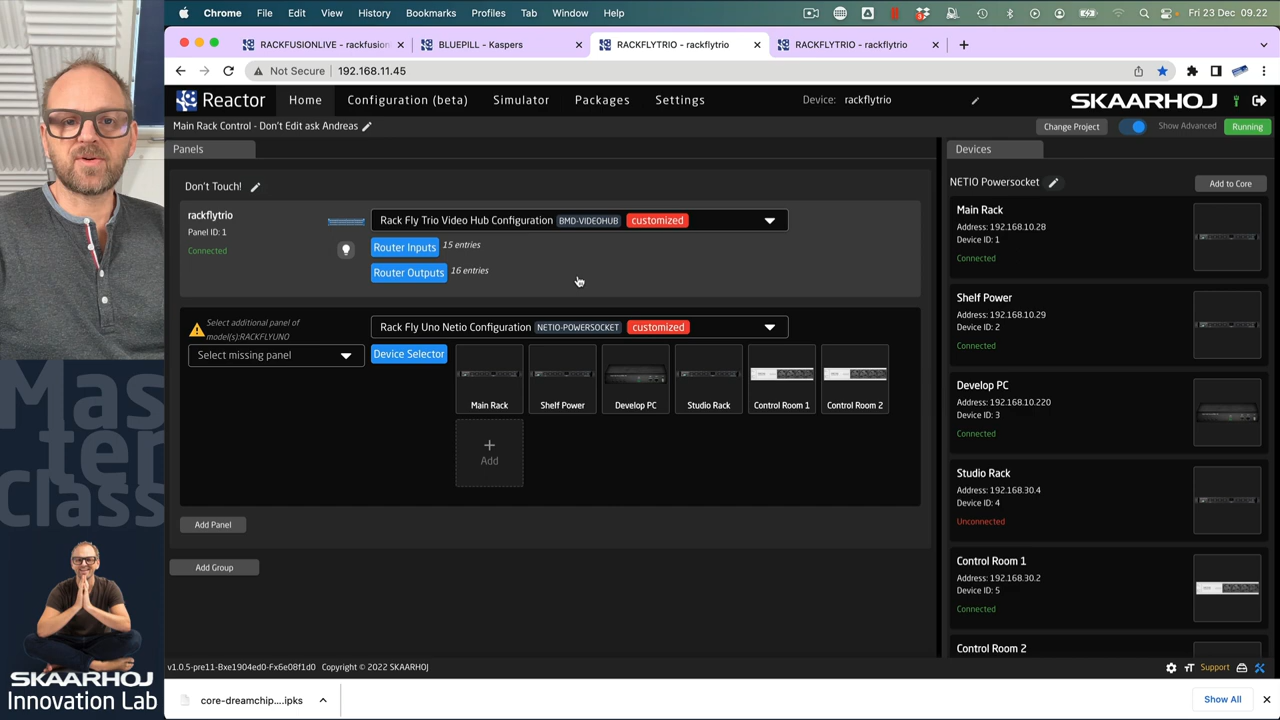 Chrome File Edit View History Bookmarks Profiles Tab Window Help Fri 23 Dec 09.22
RACKFUSIONLIVE - rackfusion
BLUEPILL - Kaspers
RACKFLYTRIO - rackflytrio
RACKFLYTRIO - rackflytrio
Not Secure 192.168.11.45
Reactor Home Configuration (beta) Simulator Packages Settings Device: rackflytrio SKAARHOJ
Main Rack Control - Don't Edit ask Andreas Change Project Show Advanced Running
Panels
Devices
Don't Touch!
NETIO Powersocket Add to Core
rackflytrio
Panel ID: 1
Connected
Rack Fly Trio Video Hub Configuration BMD-VIDEOHUB customized
Router Inputs 15 entries
Router Outputs 16 entries
Select additional panel of
model(s):RACKFLYUNO
Select missing panel
Rack Fly Uno Netio Configuration NETIO-POWERSOCKET customized
Device Selector
Main Rack Shelf Power Develop PC Studio Rack Control Room 1 Control Room 2
+
Add
Add Panel
Add Group
Main Rack
Address: 192.168.10.28
Device ID: 1
Connected
Shelf Power
Address: 192.168.10.29
Device ID: 2
Connected
Develop PC
Address: 192.168.10.220
Device ID: 3
Connected
Studio Rack
Address: 192.168.30.4
Device ID: 4
Unconnected
Control Room 1
Address: 192.168.30.2
Device ID: 5
Connected
Control Room 2
v1.0.5-pre11-Bxe1904ed0-Fx6e08f1d0 Copyright © 2022 SKAARHOJ Support
core-dreamchip....ipks Show All
Mas
ter
Class
SKAARHOJ
Innovation Lab